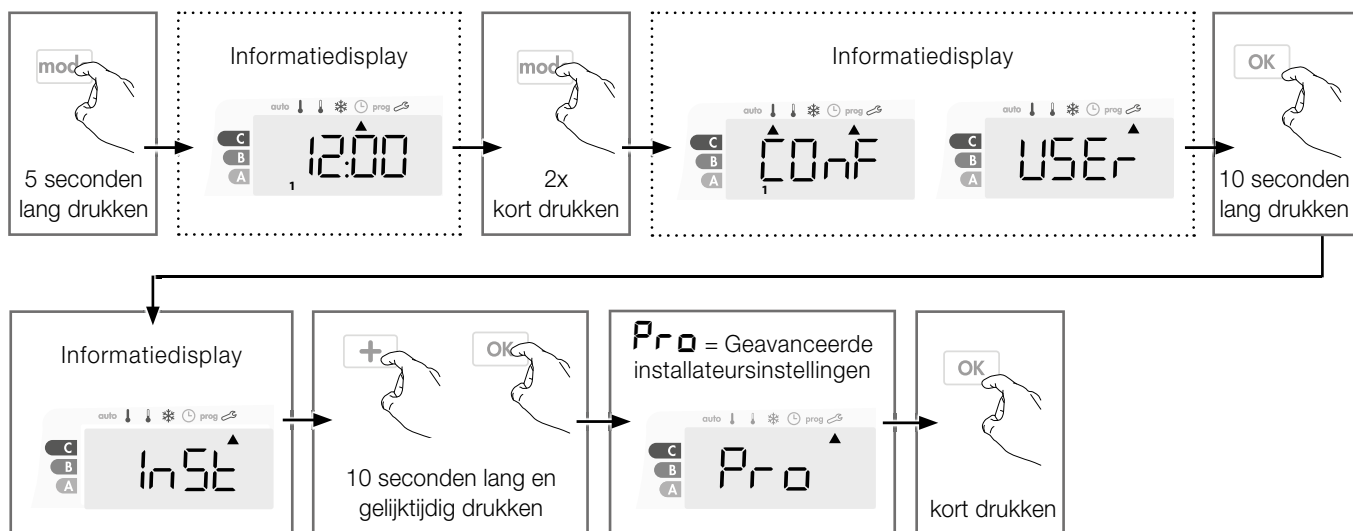 mod
5 seconden
lang drukken
Informatiedisplay
auto prog
C
B
A
12:00
1
mod
2x
kort drukken
Informatiedisplay
auto prog
C
B
A
COnF
1
auto prog
C
B
A
USEr
OK
10 seconden
lang drukken
Informatiedisplay
auto prog
C
B
A
InSt
+ OK
10 seconden lang en
gelijktijdig drukken
Pro = Geavanceerde
installateursinstellingen
auto prog
C
B
A
Pro
OK
kort drukken